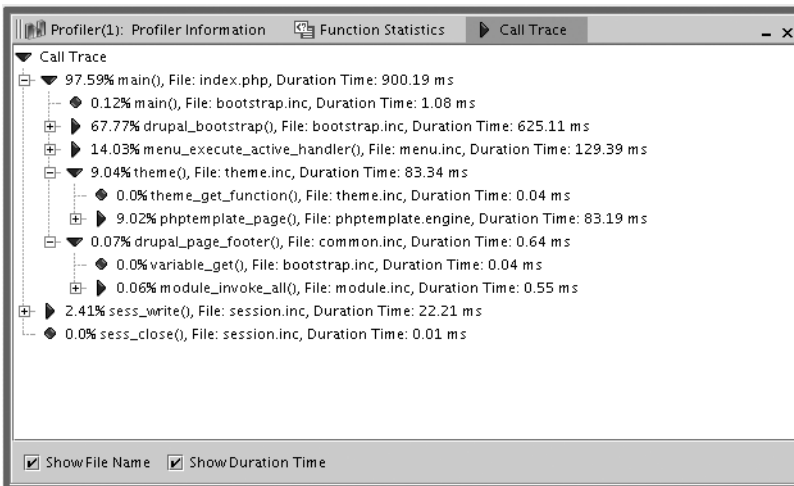 Profiler(1): Profiler Information Function Statistics Call Trace
Call Trace
97.59% main(), File: index.php, Duration Time: 900.19 ms
0.12% main(), File: bootstrap.inc, Duration Time: 1.08 ms
67.77% drupal_bootstrap(), File: bootstrap.inc, Duration Time: 625.11 ms
14.03% menu_execute_active_handler(), File: menu.inc, Duration Time: 129.39 ms
9.04% theme(), File: theme.inc, Duration Time: 83.34 ms
0.0% theme_get_function(), File: theme.inc, Duration Time: 0.04 ms
9.02% phptemplate_page(), File: phptemplate.engine, Duration Time: 83.19 ms
0.07% drupal_page_footer(), File: common.inc, Duration Time: 0.64 ms
0.0% variable_get(), File: bootstrap.inc, Duration Time: 0.04 ms
0.06% module_invoke_all(), File: module.inc, Duration Time: 0.55 ms
2.41% sess_write(), File: session.inc, Duration Time: 22.21 ms
0.0% sess_close(), File: session.inc, Duration Time: 0.01 ms
Show File Name Show Duration Time